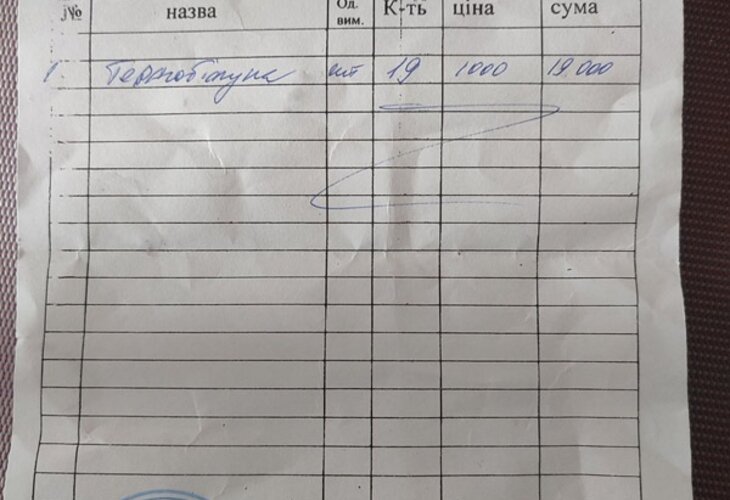 № назва Од. вим. К-ть ціна сума
1 Термобілизна шт 19 1000 19 000